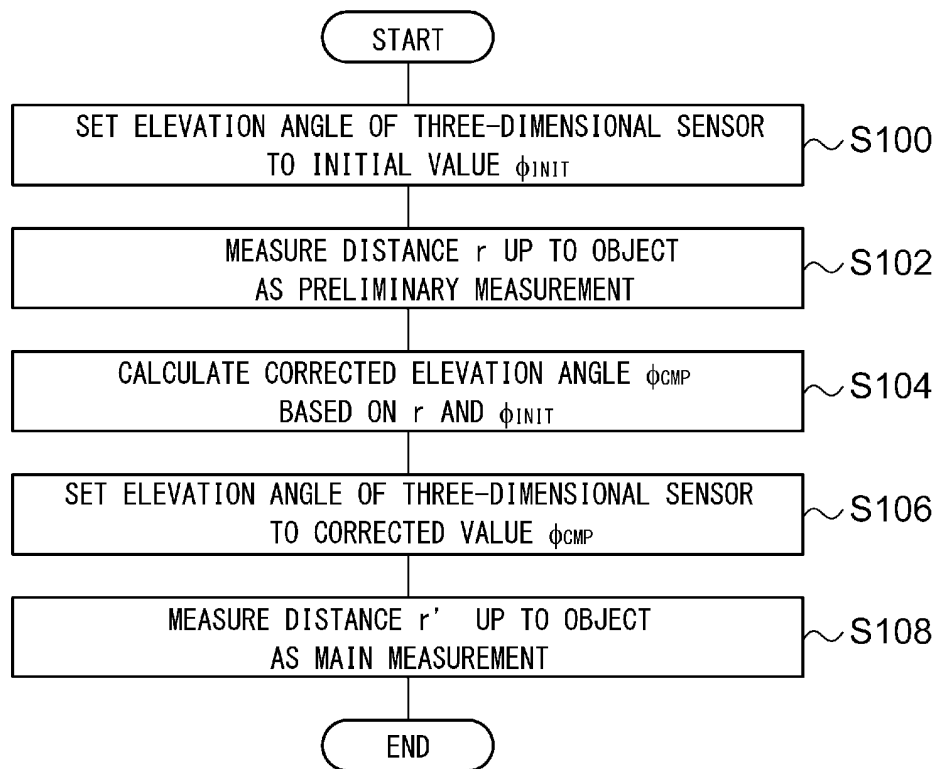 START
SET ELEVATION ANGLE OF THREE-DIMENSIONAL SENSOR
TO INITIAL VALUE ϕINIT
S100
MEASURE DISTANCE r UP TO OBJECT
AS PRELIMINARY MEASUREMENT
S102
CALCULATE CORRECTED ELEVATION ANGLE ϕCMP
BASED ON r AND ϕINIT
S104
SET ELEVATION ANGLE OF THREE-DIMENSIONAL SENSOR
TO CORRECTED VALUE ϕCMP
S106
MEASURE DISTANCE r' UP TO OBJECT
AS MAIN MEASUREMENT
S108
END